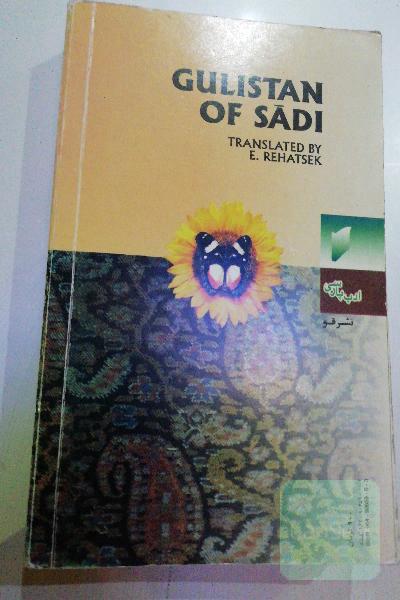 GULISTAN
OF SĀDI
TRANSLATED BY
E. REHATSEK
ادب پارسی
نشر قو